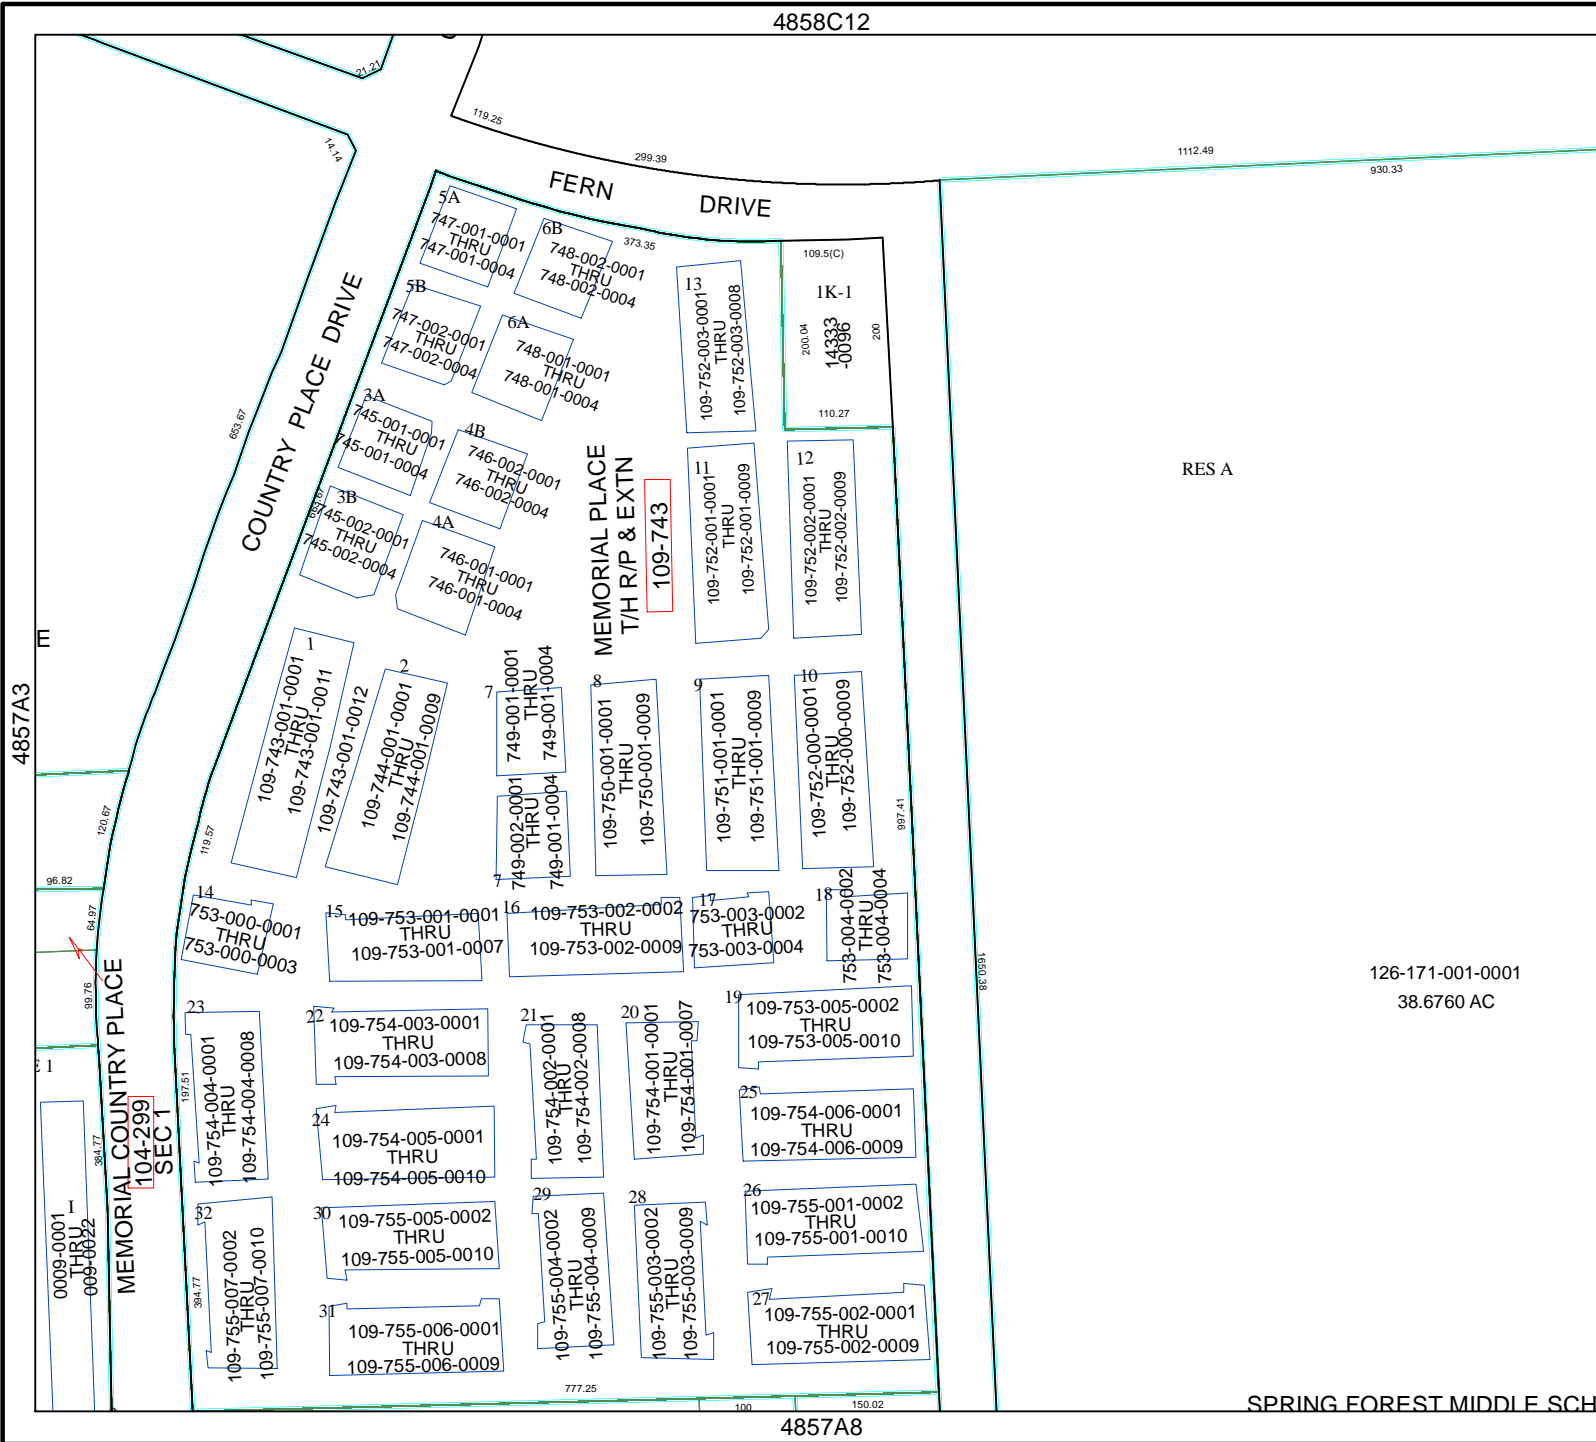 4858C12
21.21
14.14
119.25
299.39
1112.49
930.33
FERN DRIVE
373.35
COUNTRY PLACE DRIVE
653.67
5A
747-001-0001
THRU
747-001-0004
6B
748-002-0001
THRU
748-002-0004
5B
747-002-0001
THRU
747-002-0004
6A
748-001-0001
THRU
748-001-0004
3A
745-001-0001
THRU
745-001-0004
4B
746-002-0001
THRU
746-002-0004
3B
745-002-0001
THRU
745-002-0004
4A
746-001-0001
THRU
746-001-0004
13
109-752-003-0001
THRU
109-752-003-0008
109.5(C)
1K-1
14333
-0096
200.04
200
110.27
MEMORIAL PLACE
T/H R/P & EXTN
109-743
11
109-752-001-0001
THRU
109-752-001-0009
12
109-752-002-0001
THRU
109-752-002-0009
RES A
E
4857A3
1
109-743-001-0001
THRU
109-743-001-0011
109-743-001-0012
2
109-744-001-0001
THRU
109-744-001-0009
7
749-001-0001
THRU
749-001-0004
7
749-002-0001
THRU
749-001-0004
8
109-750-001-0001
THRU
109-750-001-0009
9
109-751-001-0001
THRU
109-751-001-0009
10
109-752-000-0001
THRU
109-752-000-0009
997.41
120.67
119.57
96.82
64.97
99.76
14
753-000-0001
THRU
753-000-0003
15
109-753-001-0001
THRU
109-753-001-0007
16
109-753-002-0002
THRU
109-753-002-0009
17
753-003-0002
THRU
753-003-0004
18
753-004-0002
THRU
753-004-0004
1650.38
126-171-001-0001
38.6760 AC
MEMORIAL COUNTRY PLACE
104-299
SEC 1
197.51
384.77
394.77
23
109-754-004-0001
THRU
109-754-004-0008
22
109-754-003-0001
THRU
109-754-003-0008
21
109-754-002-0001
THRU
109-754-002-0008
20
109-754-001-0001
THRU
109-754-001-0007
19
109-753-005-0002
THRU
109-753-005-0010
24
109-754-005-0001
THRU
109-754-005-0010
25
109-754-006-0001
THRU
109-754-006-0009
E 1
I
0009-0001
THRU
009-0022
32
109-755-007-0002
THRU
109-755-007-0010
30
109-755-005-0002
THRU
109-755-005-0010
29
109-755-004-0002
THRU
109-755-004-0009
28
109-755-003-0002
THRU
109-755-003-0009
26
109-755-001-0002
THRU
109-755-001-0010
31
109-755-006-0001
THRU
109-755-006-0009
27
109-755-002-0001
THRU
109-755-002-0009
777.25
100
150.02
SPRING FOREST MIDDLE SCH
4857A8